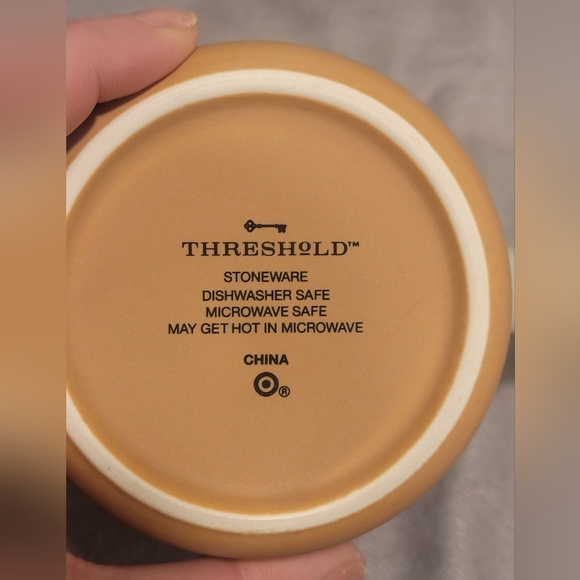 THRESHOLD™
STONEWARE
DISHWASHER SAFE
MICROWAVE SAFE
MAY GET HOT IN MICROWAVE
CHINA
®